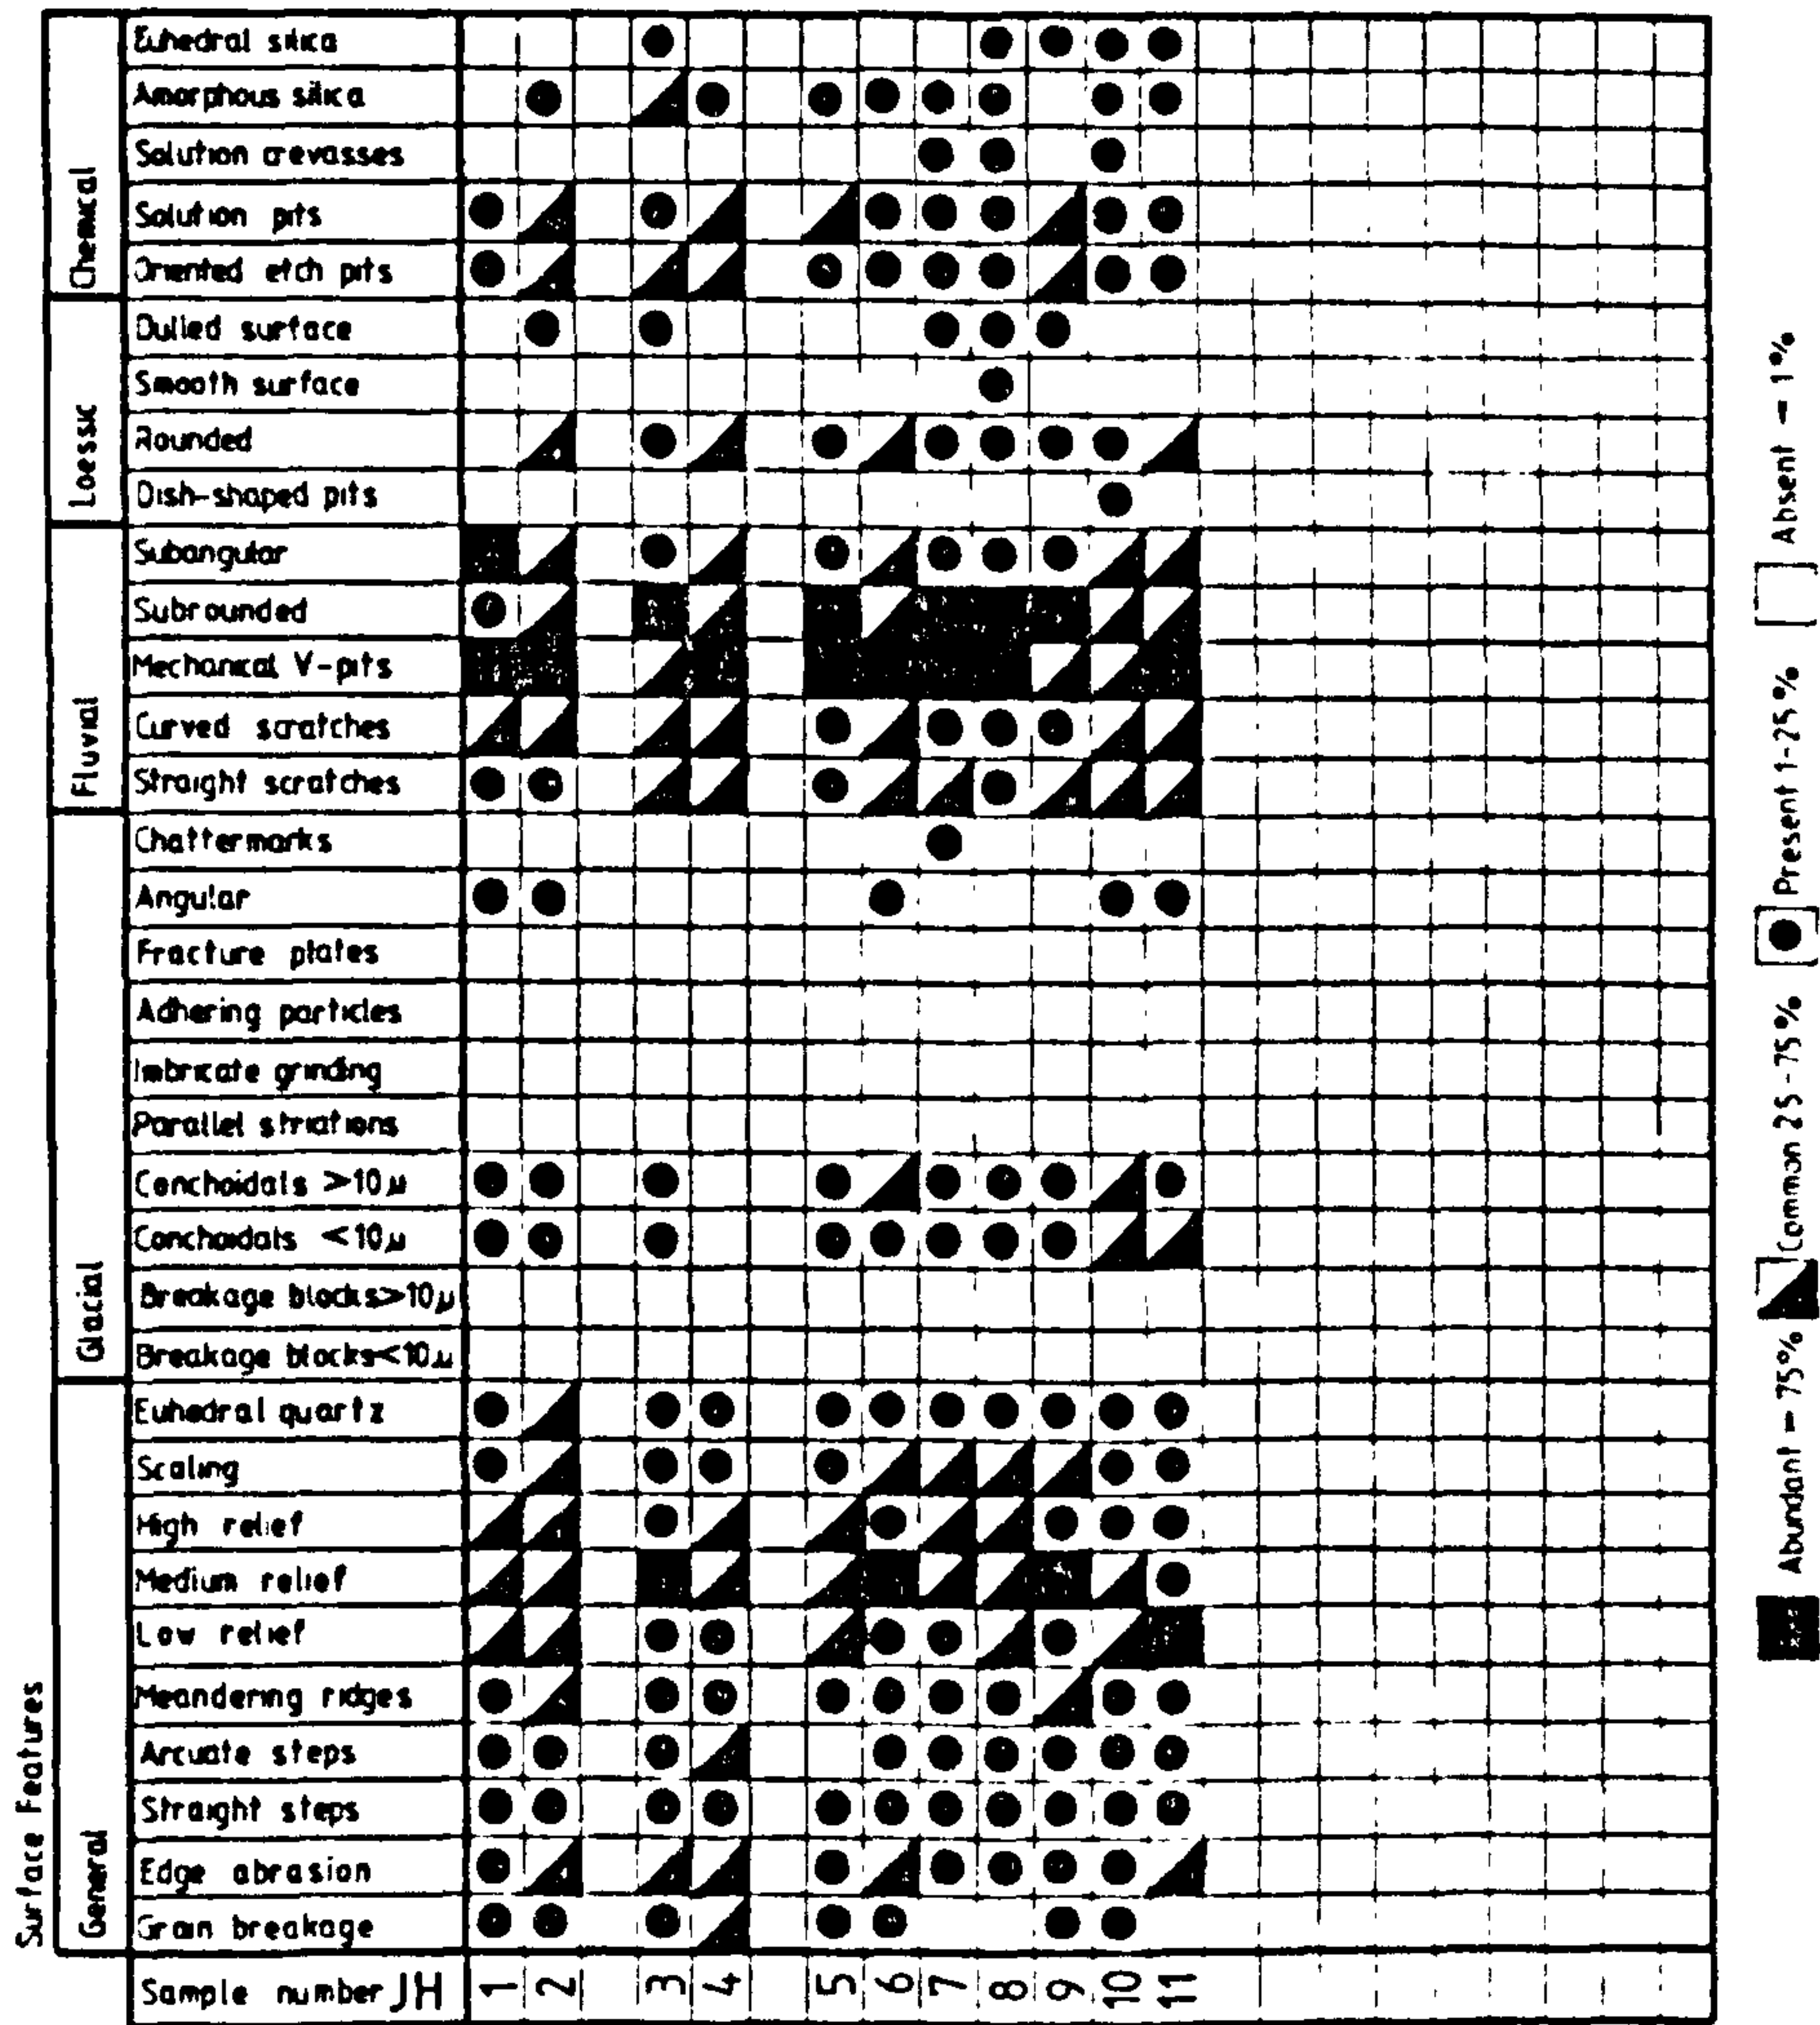 Surface Features
Chemical
Euhedral silica
Amorphous silica
Solution crevasses
Solution pits
Oriented etch pits
Loessic
Dulled surface
Smooth surface
Rounded
Dish-shaped pits
Fluvial
Subangular
Subrounded
Mechanical V-pits
Curved scratches
Straight scratches
Glacial
Chattermarks
Angular
Fracture plates
Adhering particles
Imbricate grinding
Parallel striations
Conchoidals >10µ
Conchoidals <10µ
Breakage blocks>10µ
Breakage blocks<10µ
General
Euhedral quartz
Scaling
High relief
Medium relief
Low relief
Meandering ridges
Arcuate steps
Straight steps
Edge abrasion
Grain breakage
Sample number JH 1 2 3 4 5 6 7 8 9 10 11
Abundant — 75% Common 25-75% Present 1-25% Absent — 1%